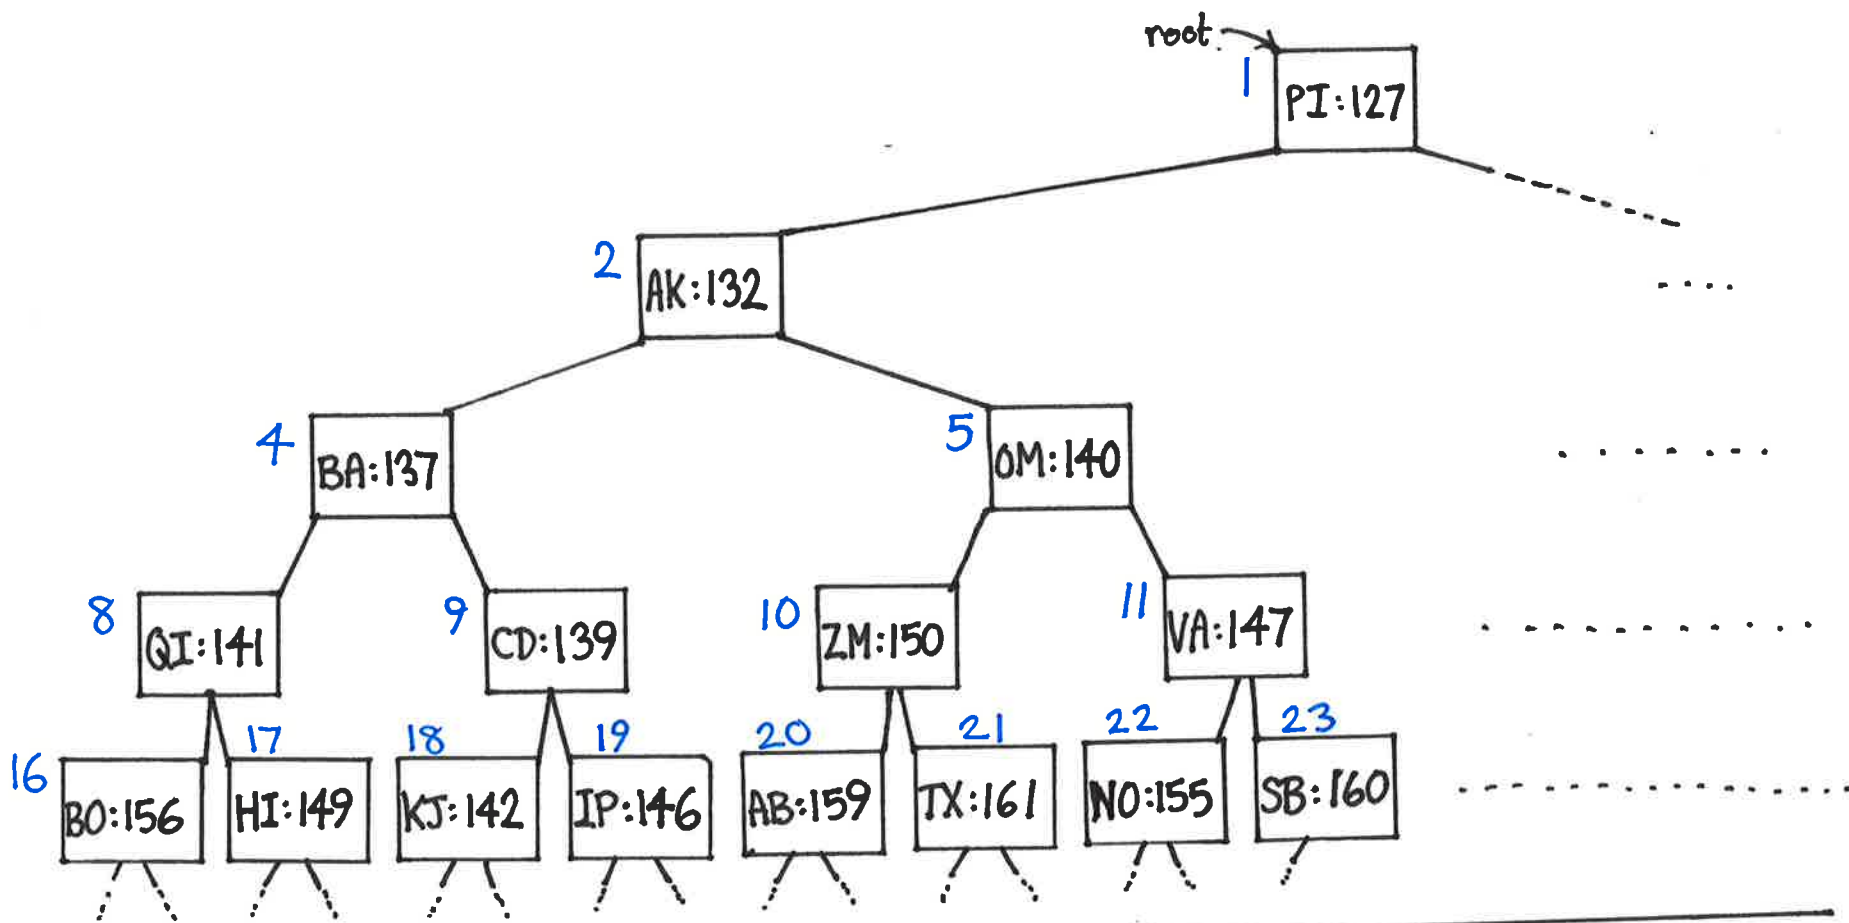 root
1 PI:127
2 AK:132
4 BA:137 5 OM:140
8 QI:141 9 CD:139 10 ZM:150 11 VA:147
16 17 18 19 20 21 22 23
BO:156 HI:149 KJ:142 IP:146 AB:159 TX:161 NO:155 SB:160